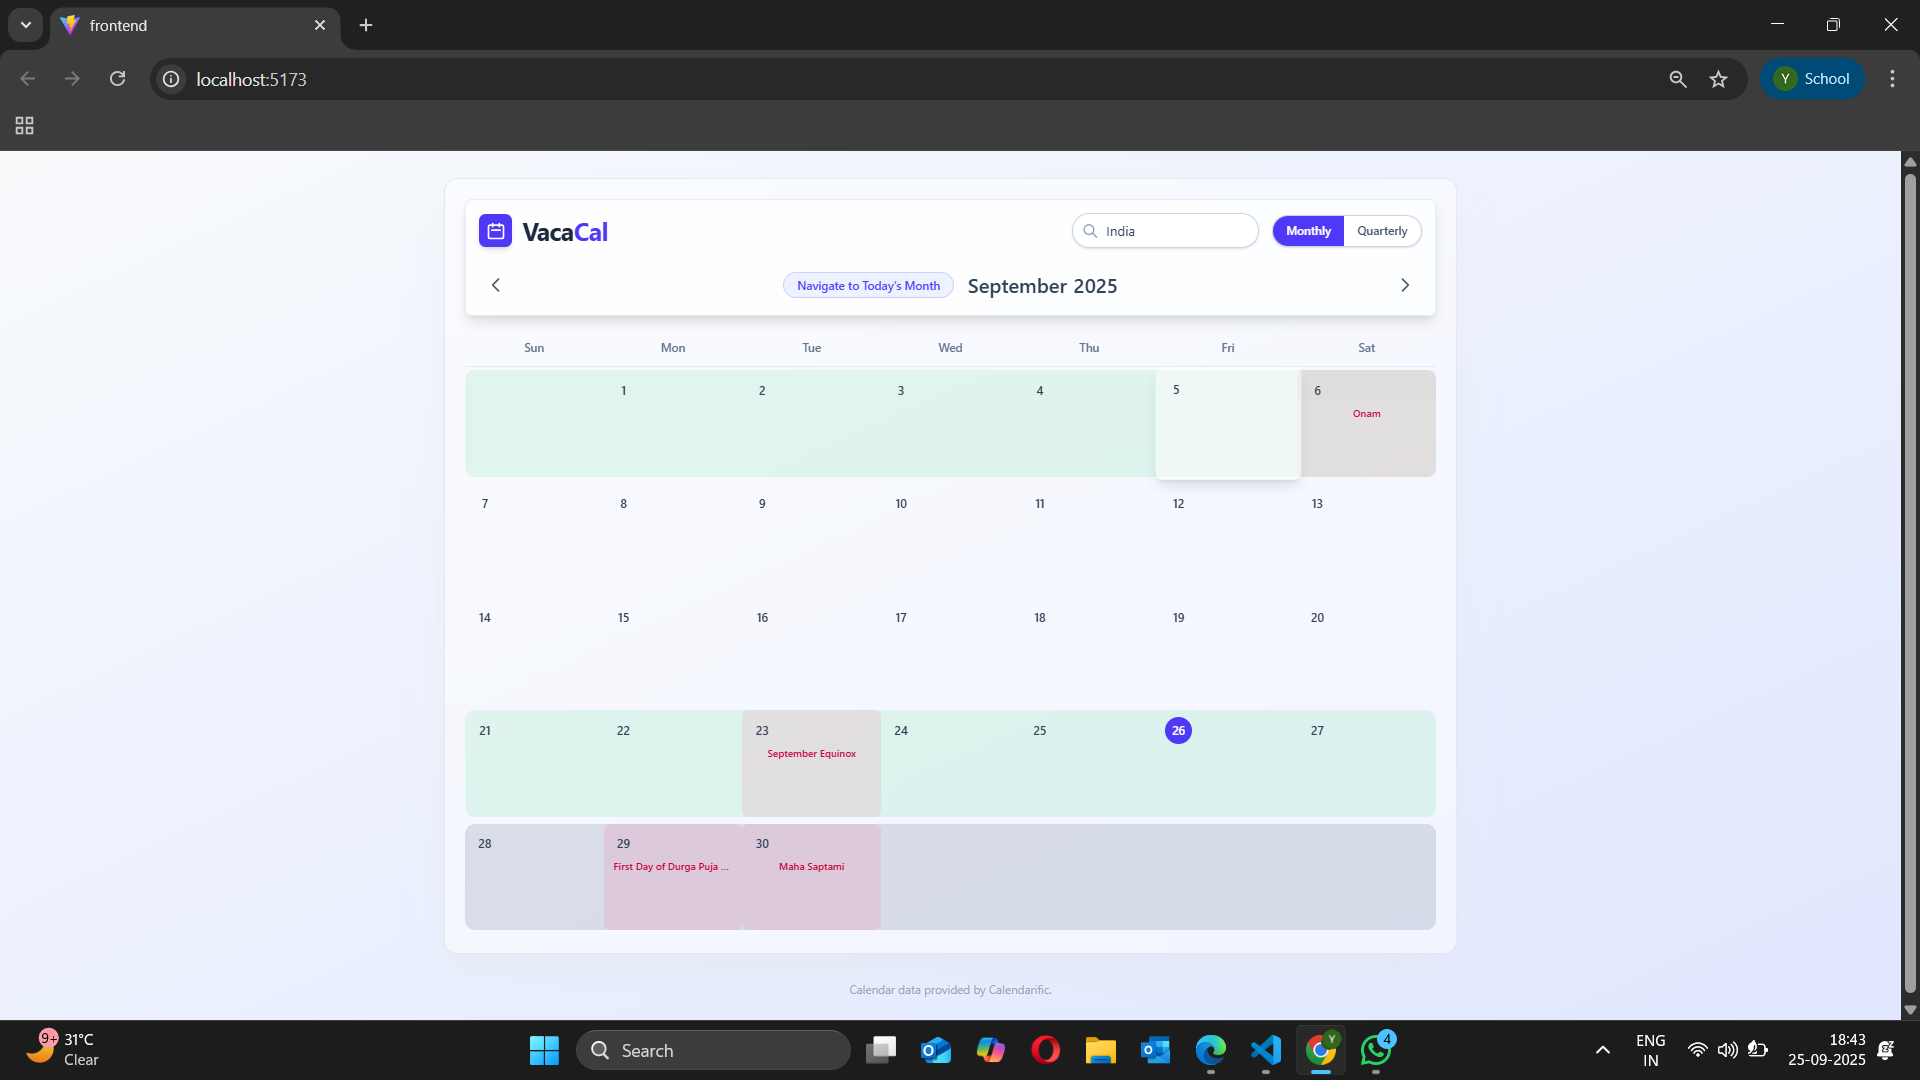 frontend
localhost:5173
Y School
VacaCal
India
Monthly
Quarterly
Navigate to Today's Month
September 2025
Sun Mon Tue Wed Thu Fri Sat
1 2 3 4 5 6
Onam
7 8 9 10 11 12 13
14 15 16 17 18 19 20
21 22 23 24 25 26 27
September Equinox
28 29 30
First Day of Durga Puja ...
Maha Saptami
Calendar data provided by Calendarific.
9+
31°C
Clear
Search
Y
4
ENG
IN
18:43
25-09-2025